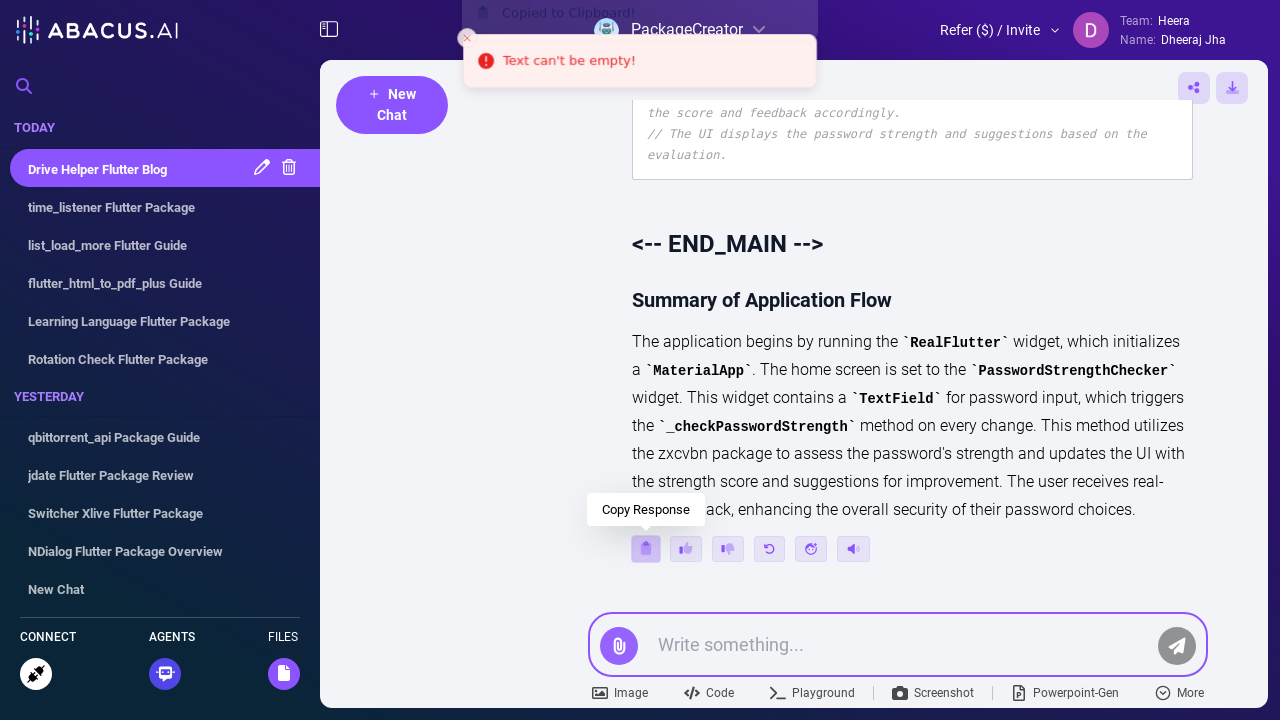 ABACUS.AI
Copied to Clipboard!
PackageCreator
Text can't be empty!
Refer ($) / Invite
D
Team: Heera
Name: Dheeraj Jha
+ New
Chat
TODAY
Drive Helper Flutter Blog
time_listener Flutter Package
list_load_more Flutter Guide
flutter_html_to_pdf_plus Guide
Learning Language Flutter Package
Rotation Check Flutter Package
YESTERDAY
qbittorrent_api Package Guide
jdate Flutter Package Review
Switcher Xlive Flutter Package
NDialog Flutter Package Overview
New Chat
CONNECT
AGENTS
FILES
the score and feedback accordingly.
// The UI displays the password strength and suggestions based on the
evaluation.
<-- END_MAIN -->
Summary of Application Flow
The application begins by running the `RealFlutter` widget, which initializes
a `MaterialApp`. The home screen is set to the `PasswordStrengthChecker`
widget. This widget contains a `TextField` for password input, which triggers
the `_checkPasswordStrength` method on every change. This method utilizes
the zxcvbn package to assess the password's strength and updates the UI with
the strength score and suggestions for improvement. The user receives real-
ack, enhancing the overall security of their password choices.
Copy Response
Write something...
Image
Code
Playground
Screenshot
Powerpoint-Gen
More